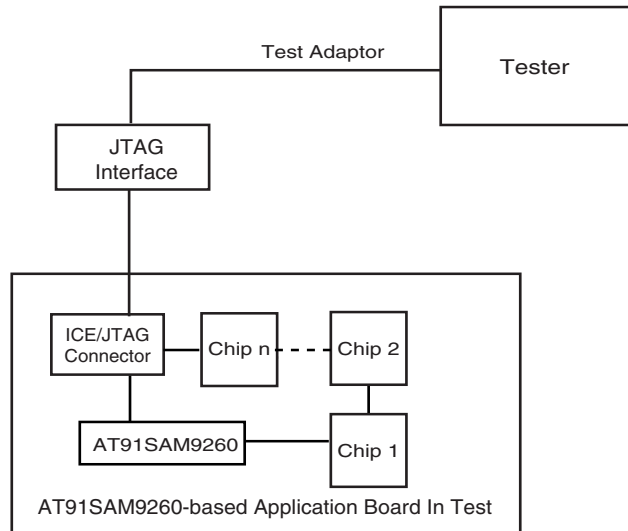 Test Adaptor
Tester
JTAG
Interface
ICE/JTAG
Connector
Chip n
Chip 2
AT91SAM9260
Chip 1
AT91SAM9260-based Application Board In Test